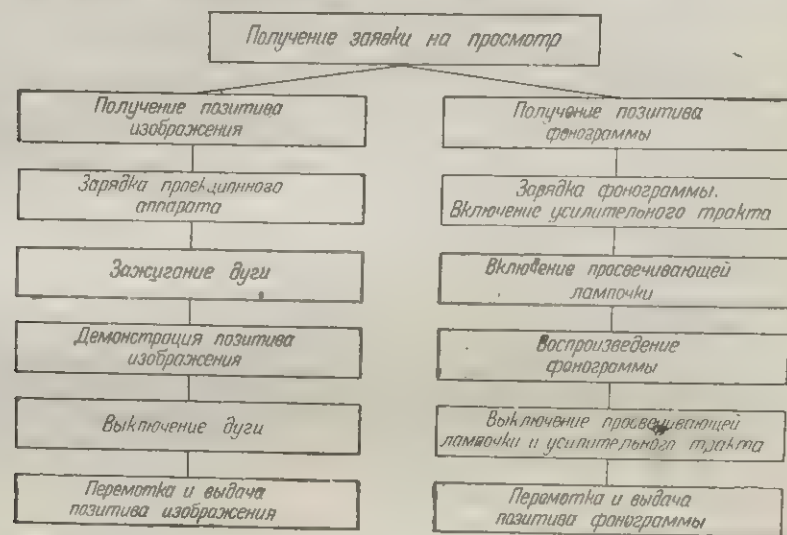 Получение заявки на просмотр
Получение позитива
изображения
Зарядка проекционного
аппарата
Зажигание дуги
Демонстрация позитива
изображения
Выключение дуги
Перемотка и выдача
позитива изображения
Получение позитива
фонограммы
Зарядка фонограммы.
Включение усилительного тракта
Включение просвечивающей
лампочки
Воспроизведение
фонограммы
Выключение просвечивающей
лампочки и усилительного тракта
Перемотка и выдача
позитива фонограммы